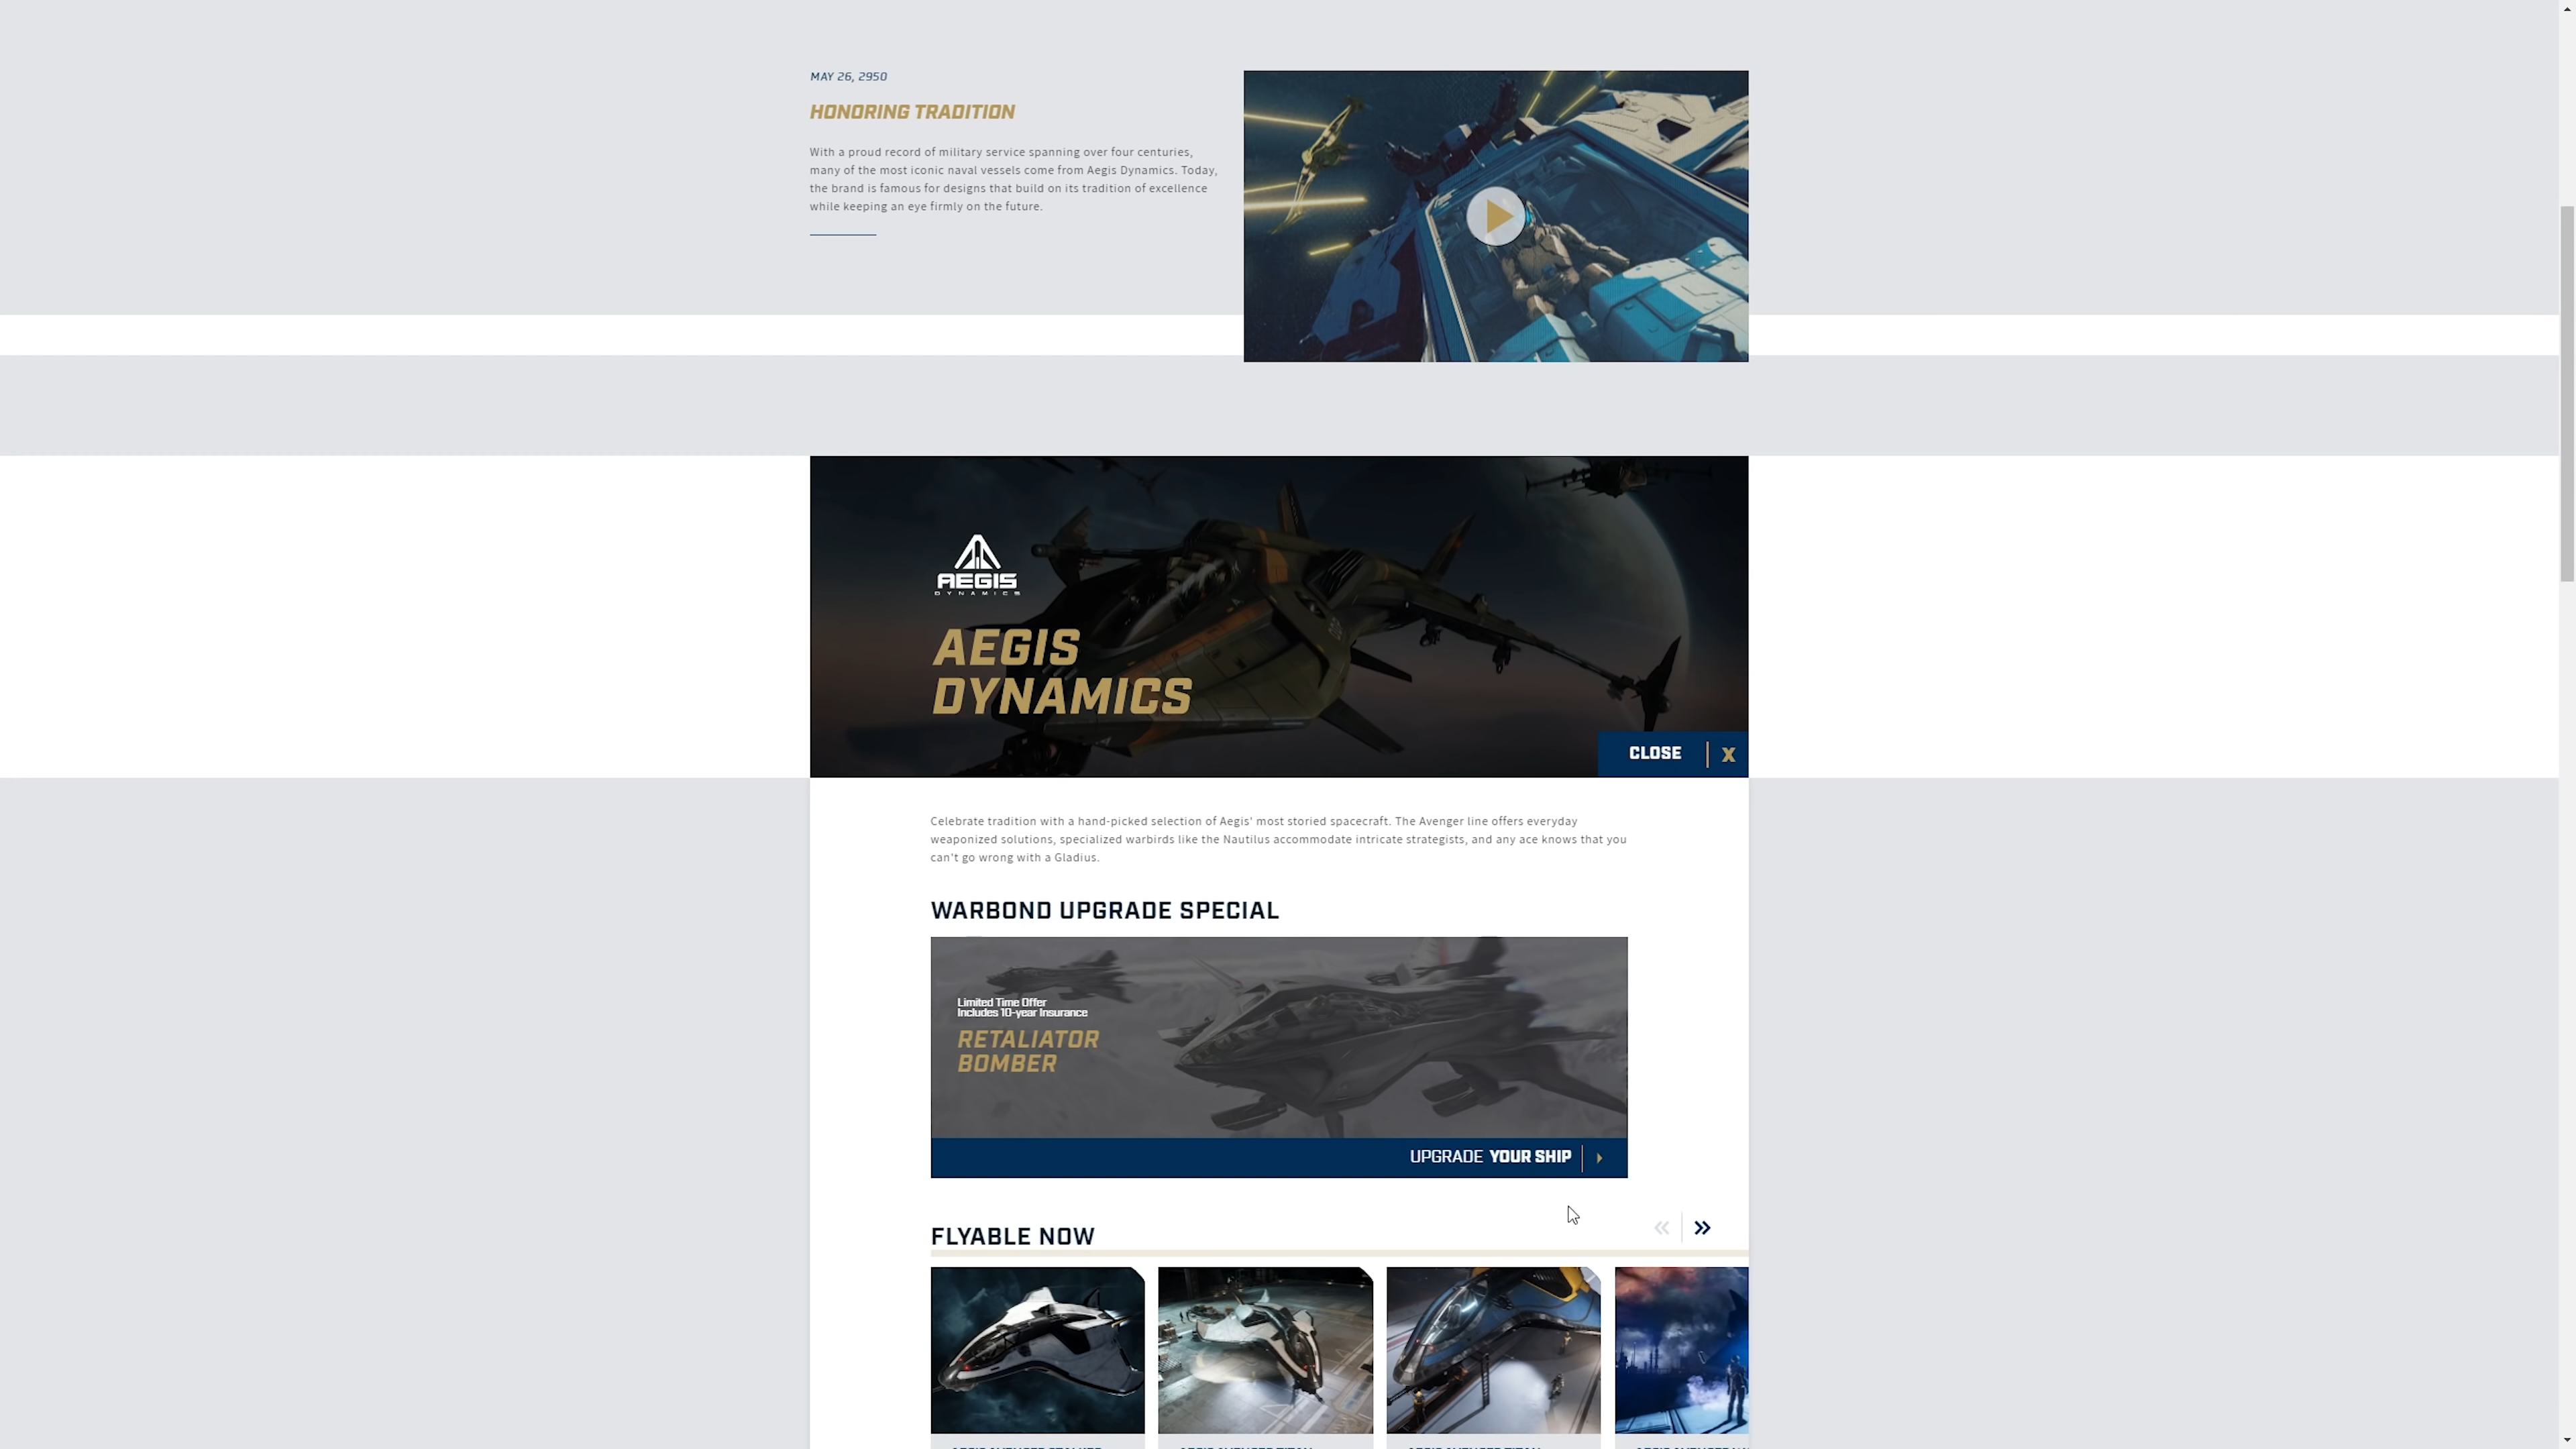 MAY 26, 2950
HONORING TRADITION
With a proud record of military service spanning over four centuries,
many of the most iconic naval vessels come from Aegis Dynamics. Today,
the brand is famous for designs that build on its tradition of excellence
while keeping an eye firmly on the future.
AEGIS
DYNAMICS
AEGIS
DYNAMICS
CLOSE X
Celebrate tradition with a hand-picked selection of Aegis' most storied spacecraft. The Avenger line offers everyday
weaponized solutions, specialized warbirds like the Nautilus accommodate intricate strategists, and any ace knows that you
can't go wrong with a Gladius.
WARBOND UPGRADE SPECIAL
Limited Time Offer
Includes 10-year Insurance
RETALIATOR
BOMBER
UPGRADE YOUR SHIP
FLYABLE NOW